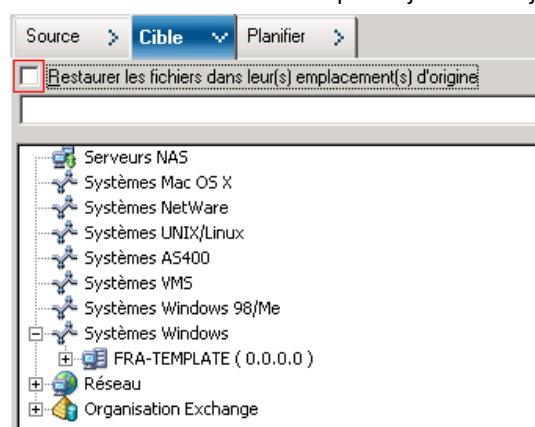 Source > Cible Planifier >
Restaurer les fichiers dans leur(s) emplacement(s) d'origine
Serveurs NAS
Systèmes Mac OS X
Systèmes NetWare
Systèmes UNIX/Linux
Systèmes AS400
Systèmes VMS
Systèmes Windows 98/Me
Systèmes Windows
FRA-TEMPLATE ( 0.0.0.0 )
Réseau
Organisation Exchange